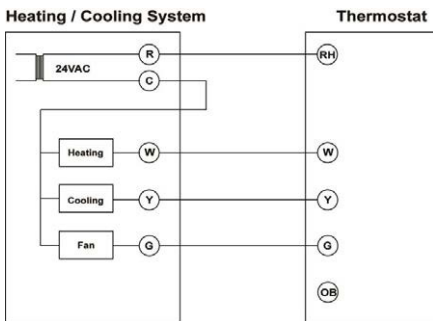 Heating / Cooling System Thermostat
R RH
24VAC
C
Heating W W
Cooling Y Y
Fan G G
OB